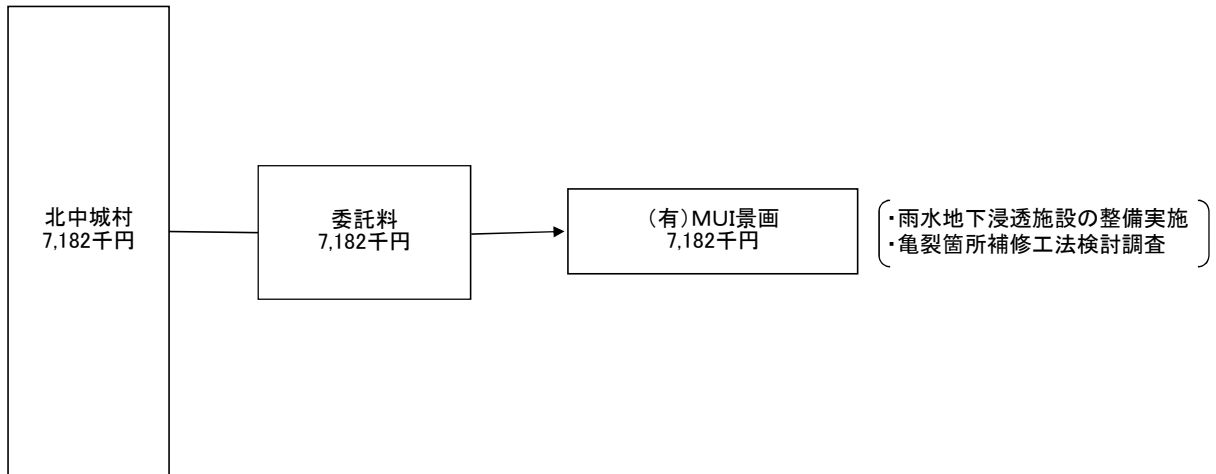 北中城村
7,182千円
委託料
7,182千円
（有）MUI景画
7,182千円
・雨水地下浸透施設の整備実施
・亀裂箇所補修工法検討調査